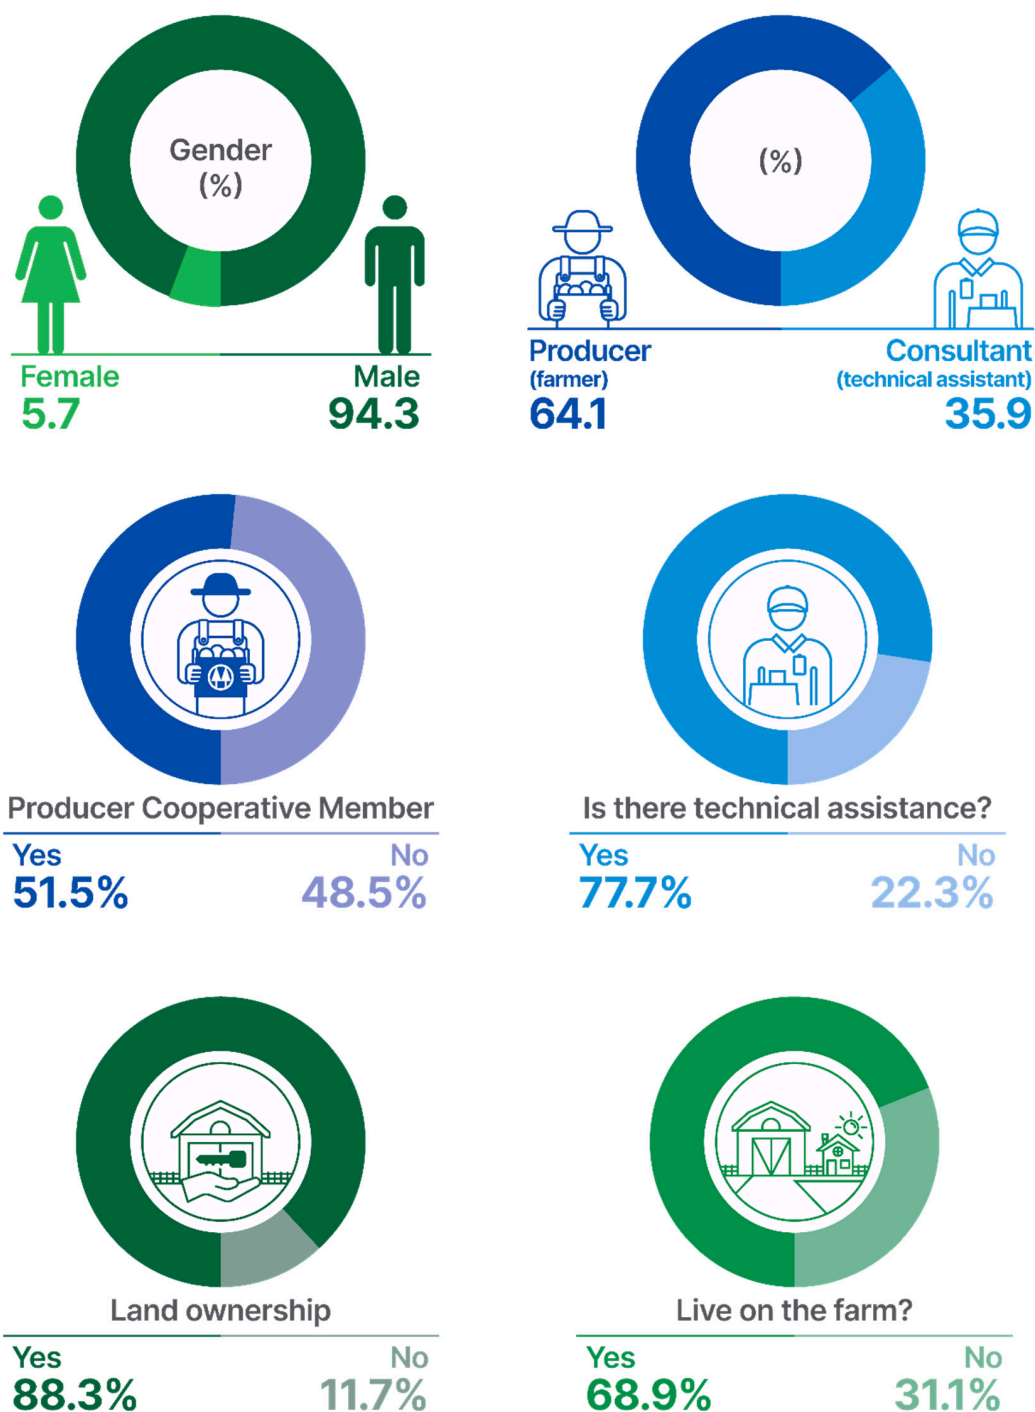 Gender
(%)
Female
5.7
Male
94.3
(%)
Producer
(farmer)
64.1
Consultant
(technical assistant)
35.9
Producer Cooperative Member
Yes
51.5%
No
48.5%
Is there technical assistance?
Yes
77.7%
No
22.3%
Land ownership
Yes
88.3%
No
11.7%
Live on the farm?
Yes
68.9%
No
31.1%